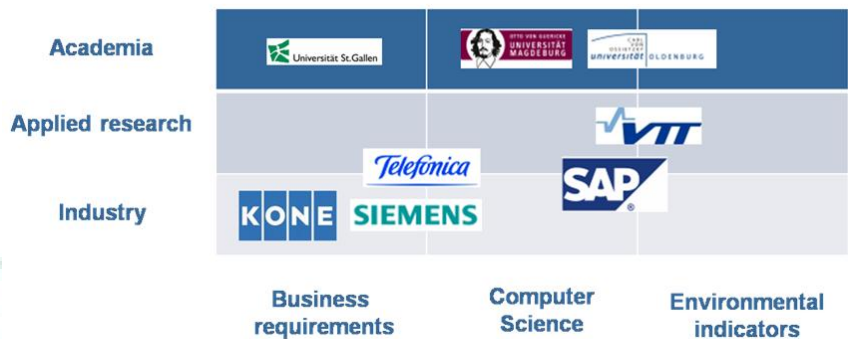 Academia
Universität St.Gallen
OTTO VON GUERICKE
UNIVERSITÄT
MAGDEBURG
CARL
VON
OSSIETZKY
universität OLDENBURG
Applied research
VTT
Telefónica
SAP
®
Industry
KONE
SIEMENS
Business
requirements
Computer
Science
Environmental
indicators